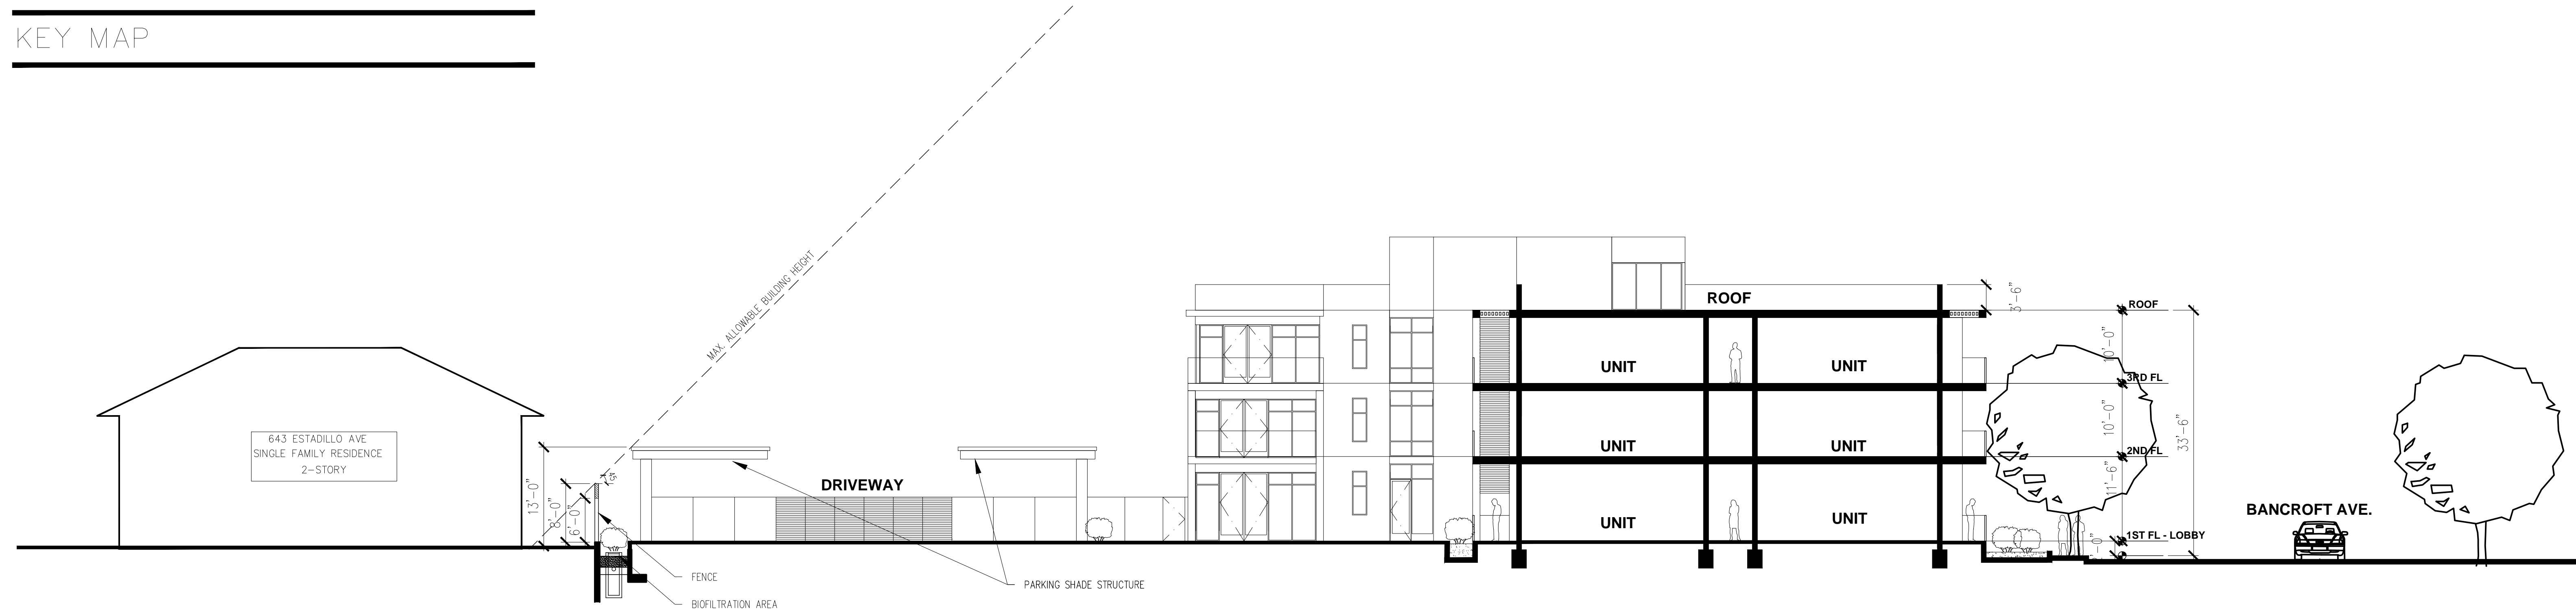 KEY MAP
MAX. ALLOWABLE BUILDING HEIGHT
643 ESTADILLO AVE
SINGLE FAMILY RESIDENCE
2-STORY
13'-0"
8'-0"
6'-0"
45°
DRIVEWAY
FENCE
BIOFILTRATION AREA
PARKING SHADE STRUCTURE
ROOF
UNIT
UNIT
UNIT
UNIT
UNIT
UNIT
3'-6"
ROOF
10'-0"
3RD FL
10'-0"
33'-6"
2ND FL
11'-6"
1ST FL - LOBBY
BANCROFT AVE.